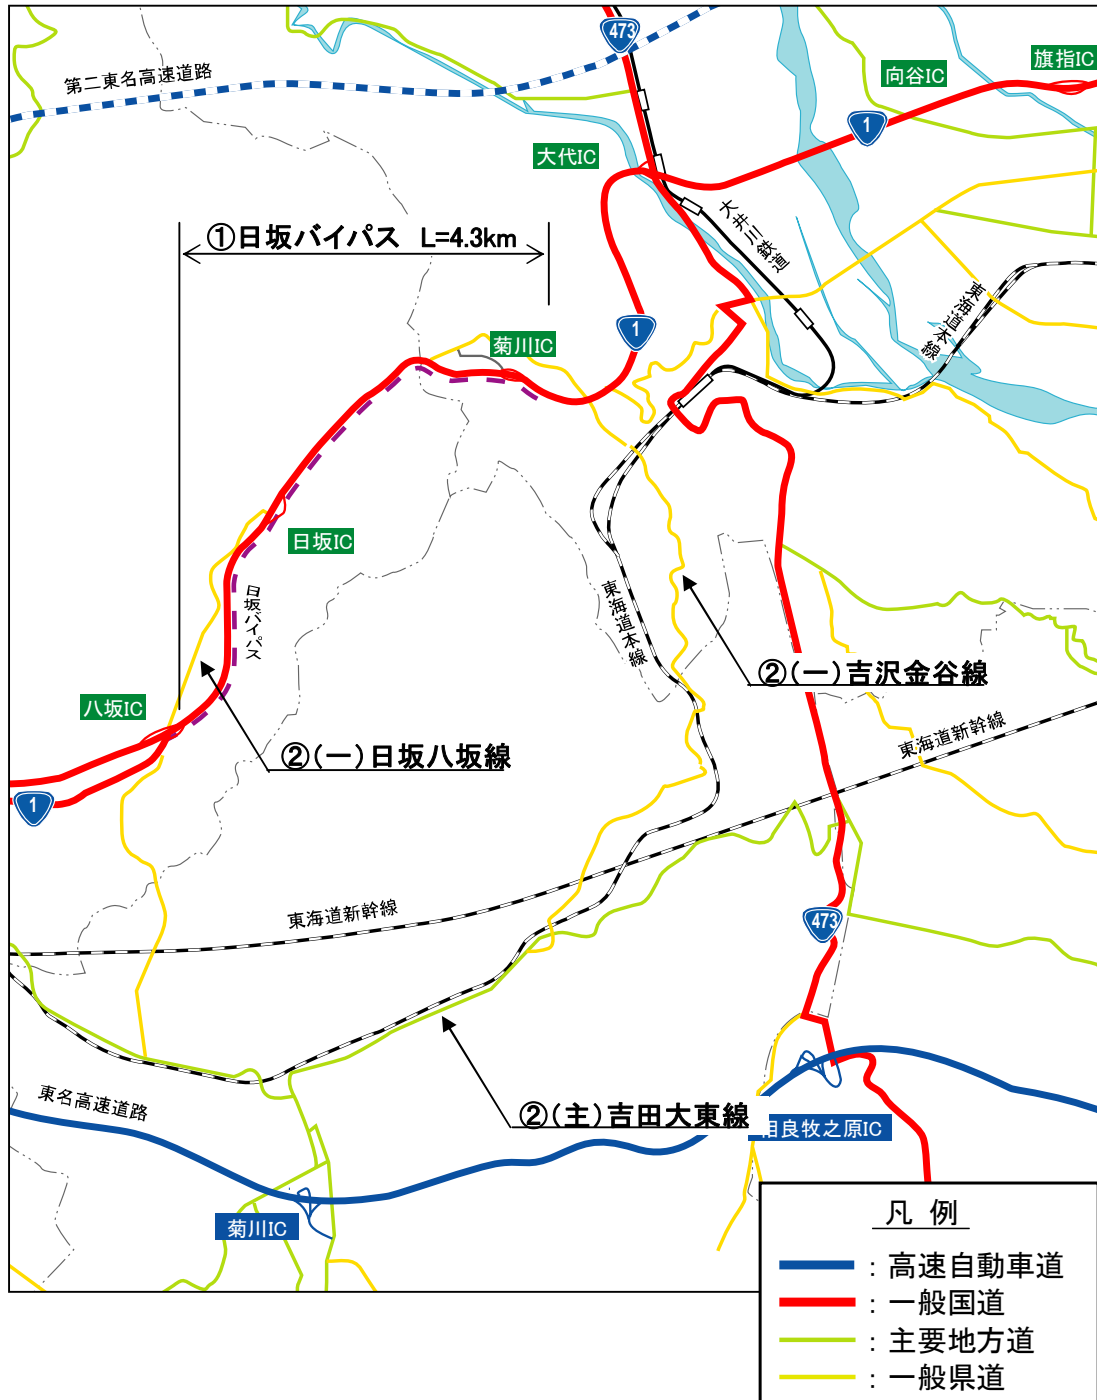 473
第二東名高速道路
旗指IC
向谷IC
1
大代IC
大井川鉄道
①日坂バイパス L=4.3km
東海道本線
1
菊川IC
日坂IC
日坂バイパス
東海道本線
②(一)吉沢金谷線
八坂IC
②(一)日坂八坂線
東海道新幹線
1
東海道新幹線
473
東名高速道路
②(主)吉田大東線
相良牧之原IC
菊川IC
凡 例
：高速自動車道
：一般国道
：主要地方道
：一般県道